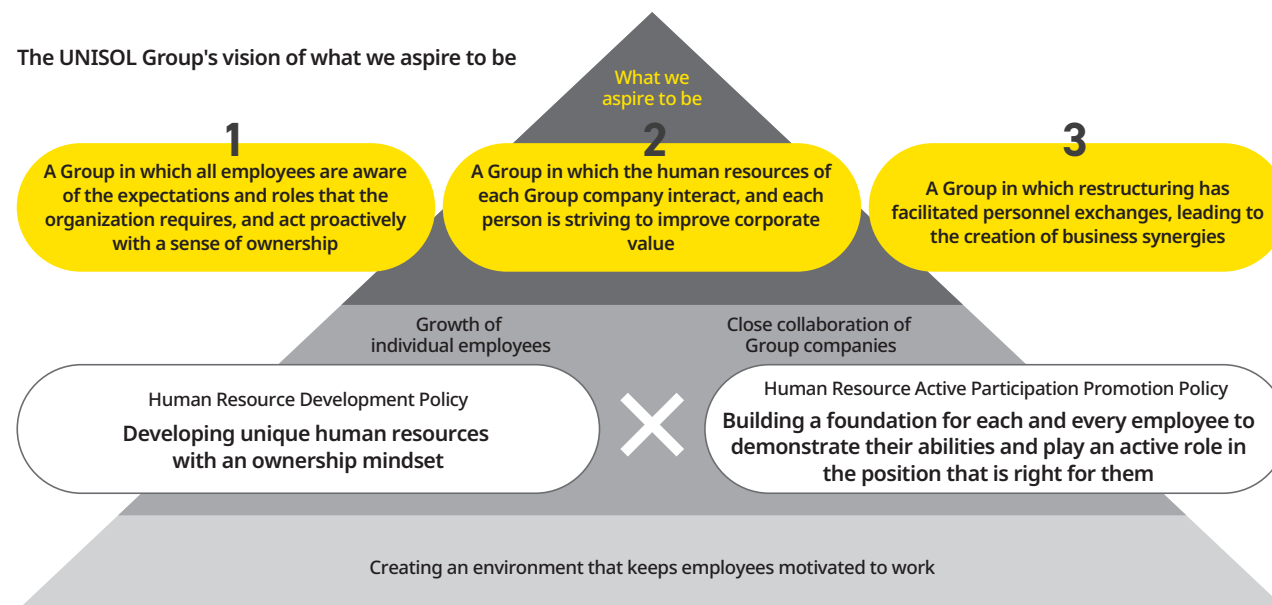 The UNISOL Group's vision of what we aspire to be
What we
aspire to be
1
A Group in which all employees are aware
of the expectations and roles that the
organization requires, and act proactively
with a sense of ownership
2
A Group in which the human resources of
each Group company interact, and each
person is striving to improve corporate
value
3
A Group in which restructuring has
facilitated personnel exchanges, leading to
the creation of business synergies
Growth of
individual employees
Close collaboration of
Group companies
Human Resource Development Policy
Developing unique human resources
with an ownership mindset
Human Resource Active Participation Promotion Policy
Building a foundation for each and every employee to
demonstrate their abilities and play an active role in
the position that is right for them
Creating an environment that keeps employees motivated to work